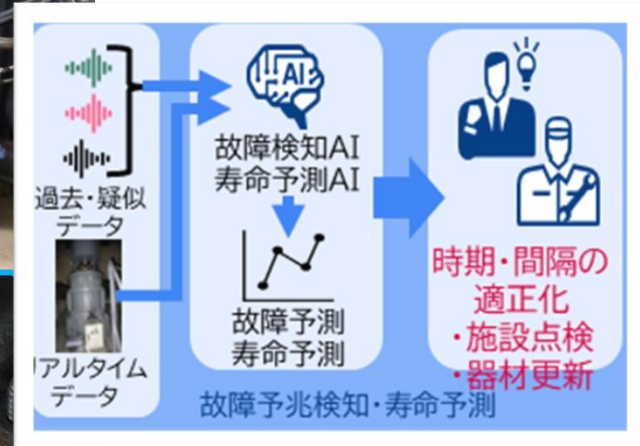 過去・疑似
データ
リアルタイム
データ
AI
故障検知AI
寿命予測AI
故障予測
寿命予測
時期・間隔の
適正化
・施設点検
・器材更新
故障予兆検知・寿命予測